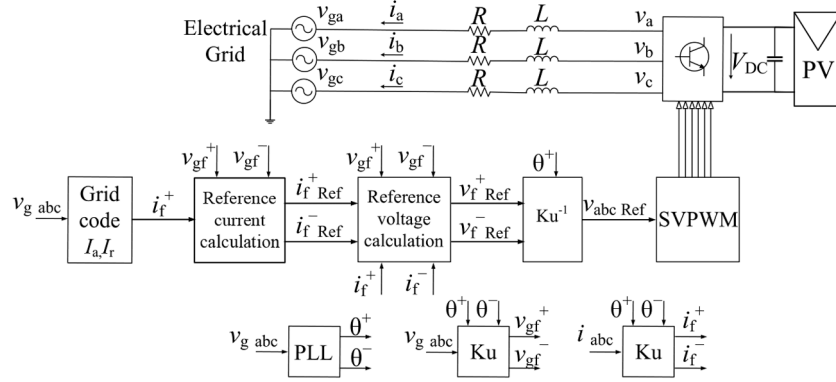 Electrical
Grid
v_ga
v_gb
v_gc
i_a
i_b
i_c
R
R
R
L
L
L
v_a
v_b
v_c
V_DC
PV
v_g abc
Grid
code
I_a,I_r
i_f^+
v_gf^+ v_gf^-
Reference
current
calculation
i_f^+ Ref
i_f^- Ref
v_gf^+ v_gf^-
Reference
voltage
calculation
i_f^+ i_f^-
v_f^+ Ref
v_f^- Ref
θ^+
Ku^-1
v_abc Ref
SVPWM
v_g abc
PLL
θ^+
θ^-
v_g abc
θ^+ θ^-
Ku
v_gf^+
v_gf^-
i_abc
θ^+ θ^-
Ku
i_f^+
i_f^-